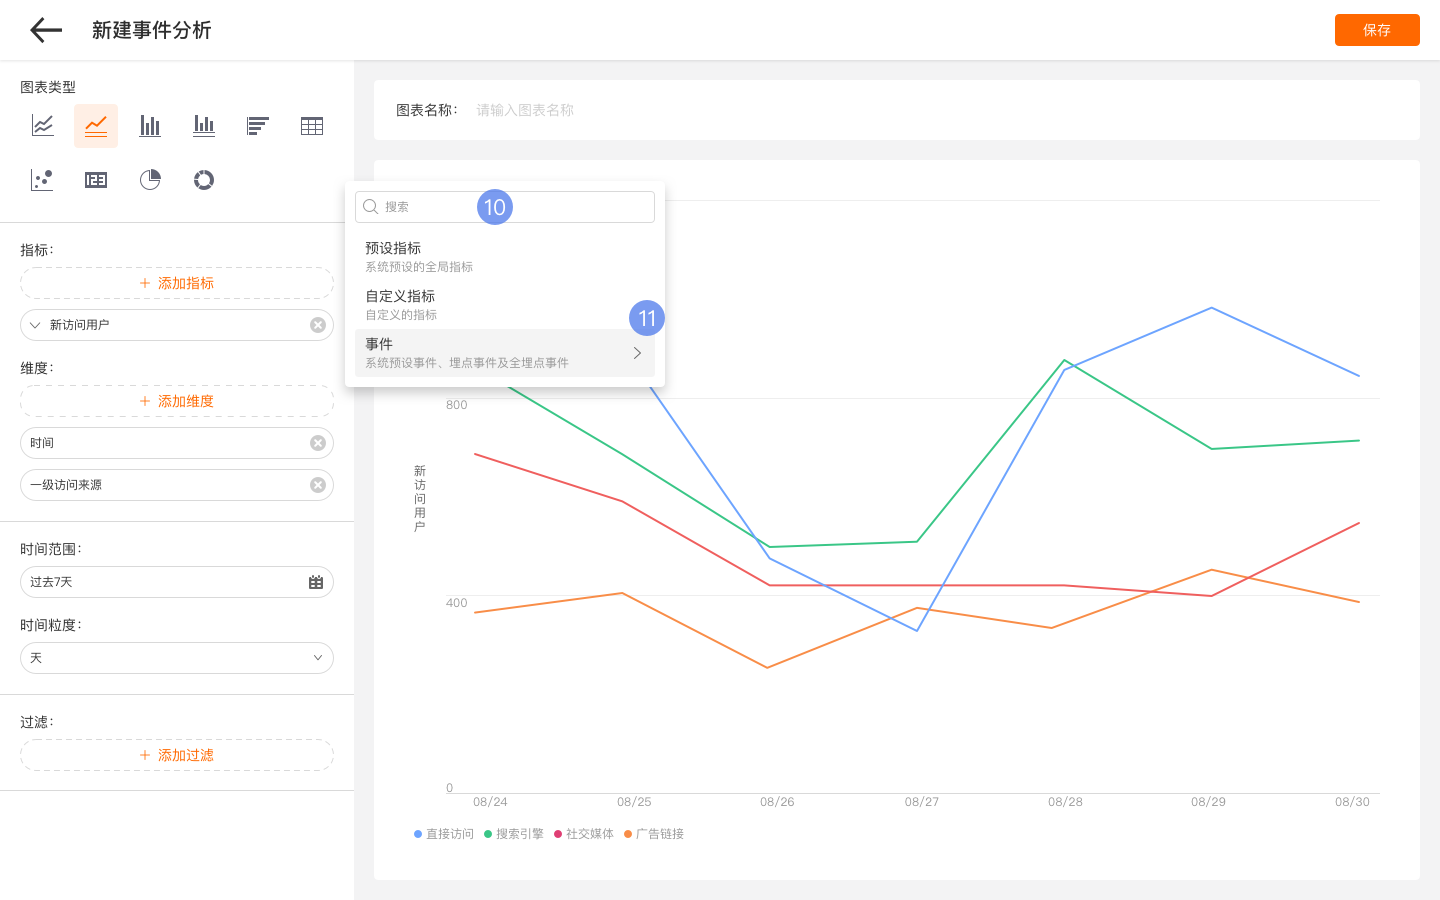 新建事件分析
保存
图表类型
图表名称：
请输入图表名称
指标：
+ 添加指标
新访问用户
维度：
+ 添加维度
时间
一级访问来源
时间范围：
过去7天
时间粒度：
天
过滤：
+ 添加过滤
搜索
10
预设指标
系统预设的全局指标
自定义指标
自定义的指标
11
事件
系统预设事件、埋点事件及全埋点事件
800
新访问用户
400
0
08/24 08/25 08/26 08/27 08/28 08/29 08/30
直接访问 搜索引擎 社交媒体 广告链接